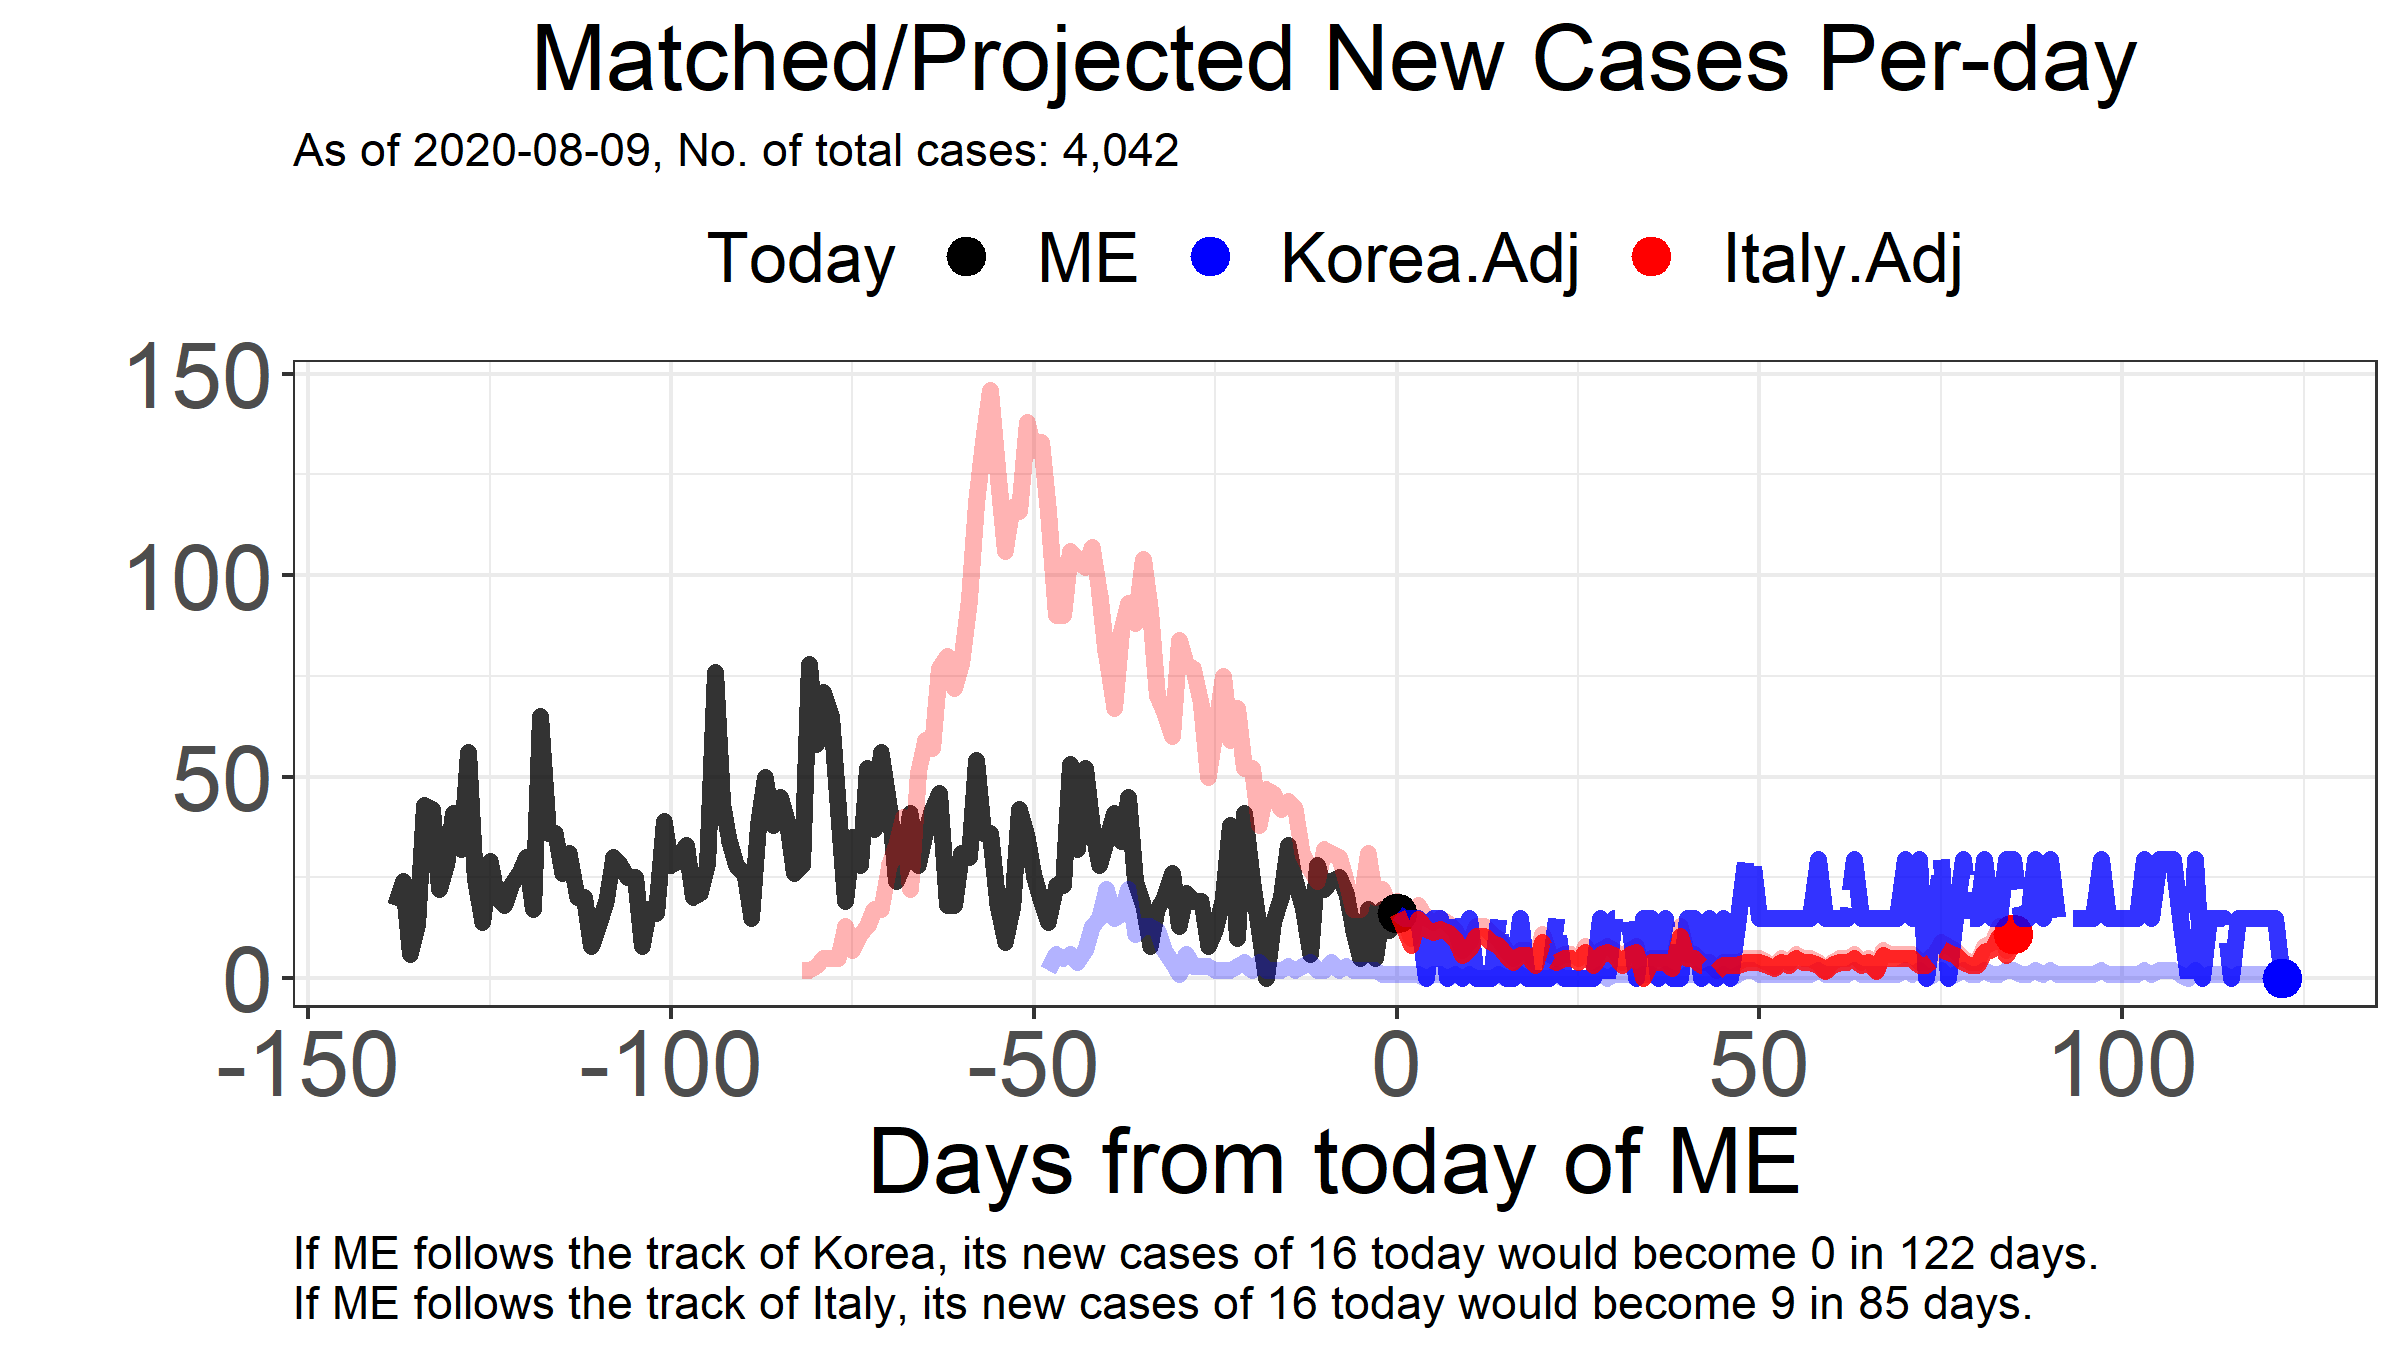 Matched/Projected New Cases Per-day
As of 2020-08-09, No. of total cases: 4,042
Today ME Korea.Adj Italy.Adj
150
100
50
0
-150 -100 -50 0 50 100
Days from today of ME
If ME follows the track of Korea, its new cases of 16 today would become 0 in 122 days.
If ME follows the track of Italy, its new cases of 16 today would become 9 in 85 days.